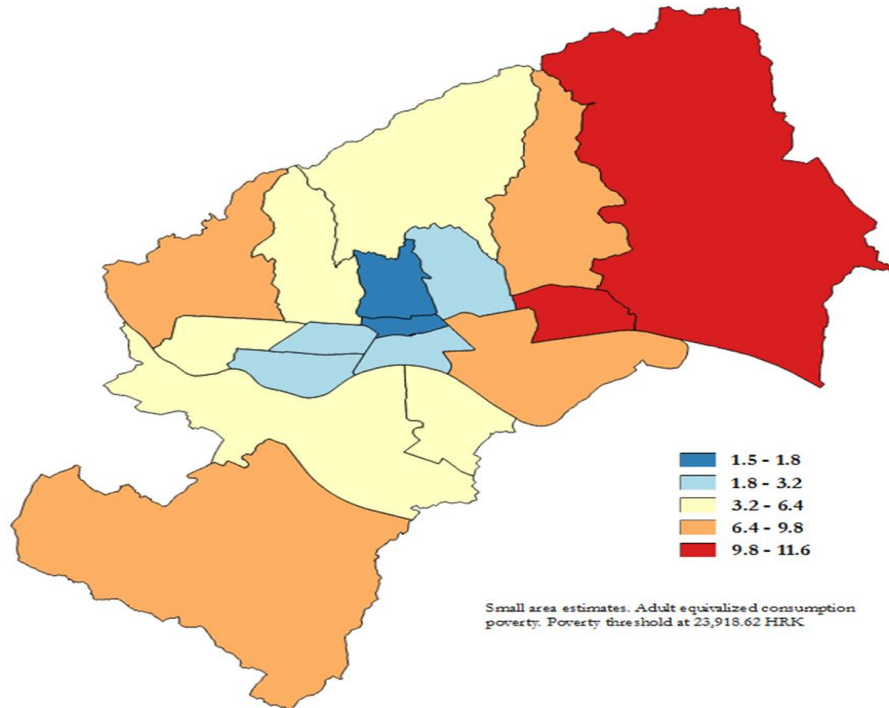 1.5 - 1.8
1.8 - 3.2
3.2 - 6.4
6.4 - 9.8
9.8 - 11.6
Small area estimates. Adult equivalized consumption
poverty. Poverty threshold at 23,918.62 HRK